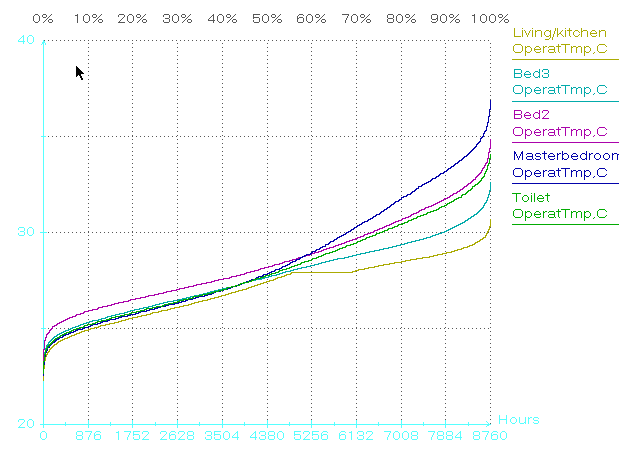 0% 10% 20% 30% 40% 50% 60% 70% 80% 90% 100%
40
Living/kitchen
OperatTmp,C
Bed3
OperatTmp,C
Bed2
OperatTmp,C
Masterbedroom
OperatTmp,C
Toilet
OperatTmp,C
30
20
Hours
0 876 1752 2628 3504 4380 5256 6132 7008 7884 8760